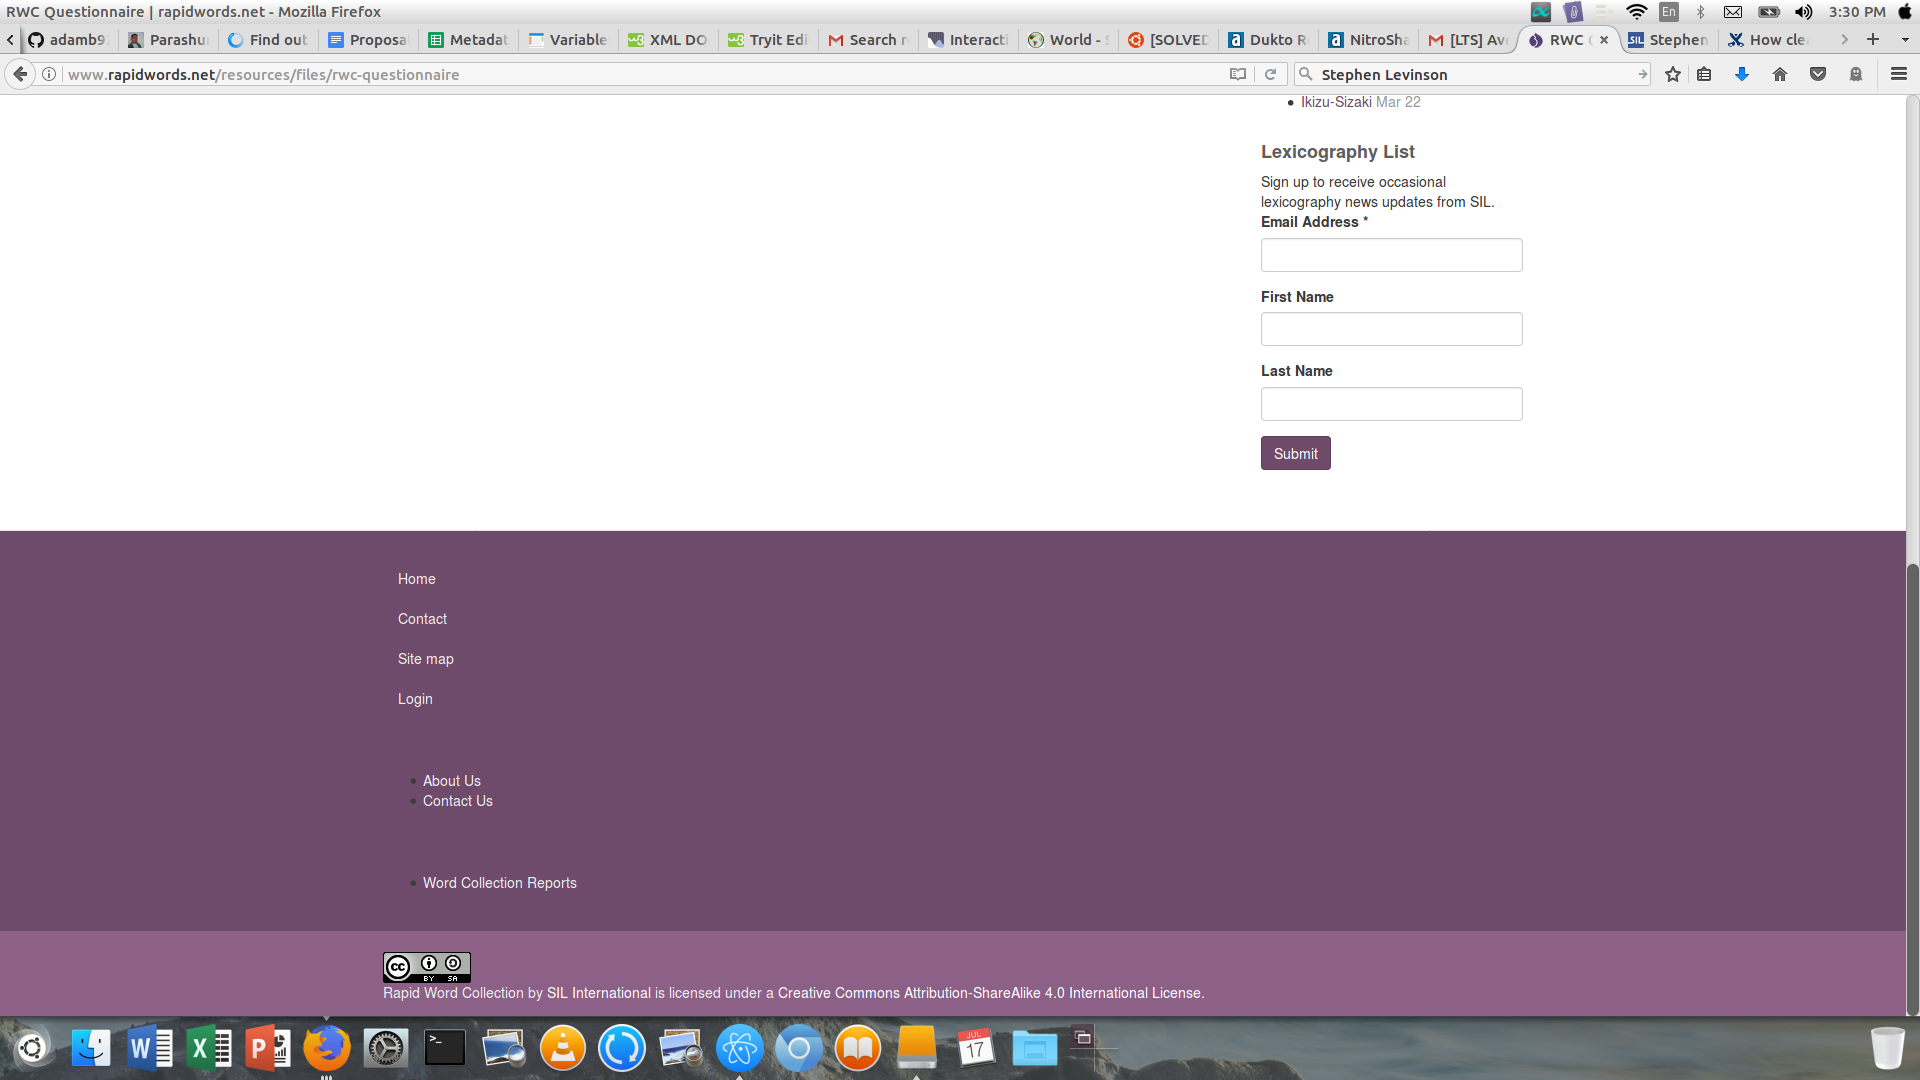 RWC Questionnaire | rapidwords.net - Mozilla Firefox
En
3:30 PM
adamb9
Parashu
Find out
Proposa
Metadat
Variable
XML DO
Tryit Edi
Search r
Interacti
World - S
[SOLVED
Dukto R
NitroSha
[LTS] Av
RWC
Stephen
How clea
www.rapidwords.net/resources/files/rwc-questionnaire
Stephen Levinson
Ikizu-Sizaki Mar 22
Lexicography List
Sign up to receive occasional
lexicography news updates from SIL.
Email Address *
First Name
Last Name
Submit
Home
Contact
Site map
Login
About Us
Contact Us
Word Collection Reports
cc BY SA
Rapid Word Collection by SIL International is licensed under a Creative Commons Attribution-ShareAlike 4.0 International License.
JUL
17